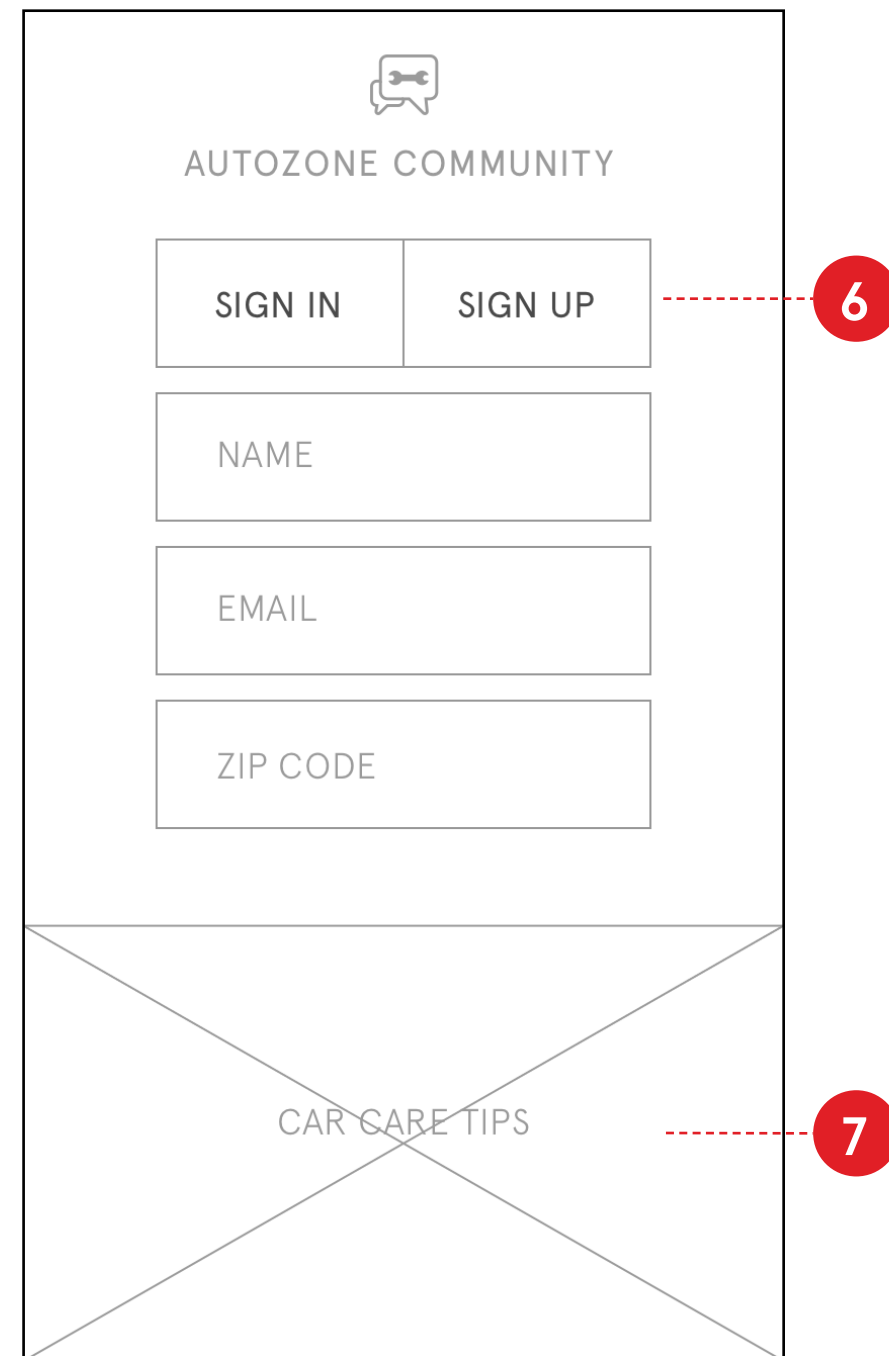 AUTOZONE COMMUNITY
SIGN IN SIGN UP
6
NAME
EMAIL
ZIP CODE
CAR CARE TIPS
7